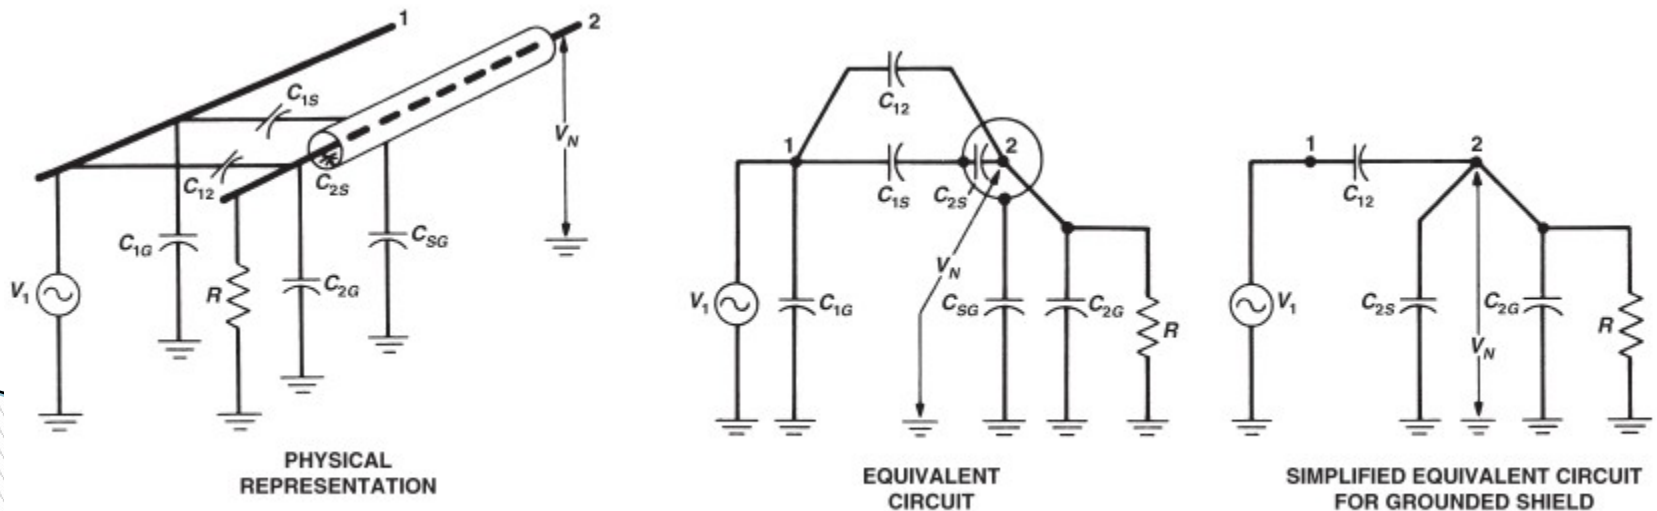 1
2
C1S
VN
C12
C2S
C1G
CSG
V1
R
C2G
PHYSICAL
REPRESENTATION
C12
1
2
C1S
C2S
VN
V1
C1G
CSG
C2G
R
EQUIVALENT
CIRCUIT
1
2
C12
V1
C2S
C2G
VN
R
SIMPLIFIED EQUIVALENT CIRCUIT
FOR GROUNDED SHIELD